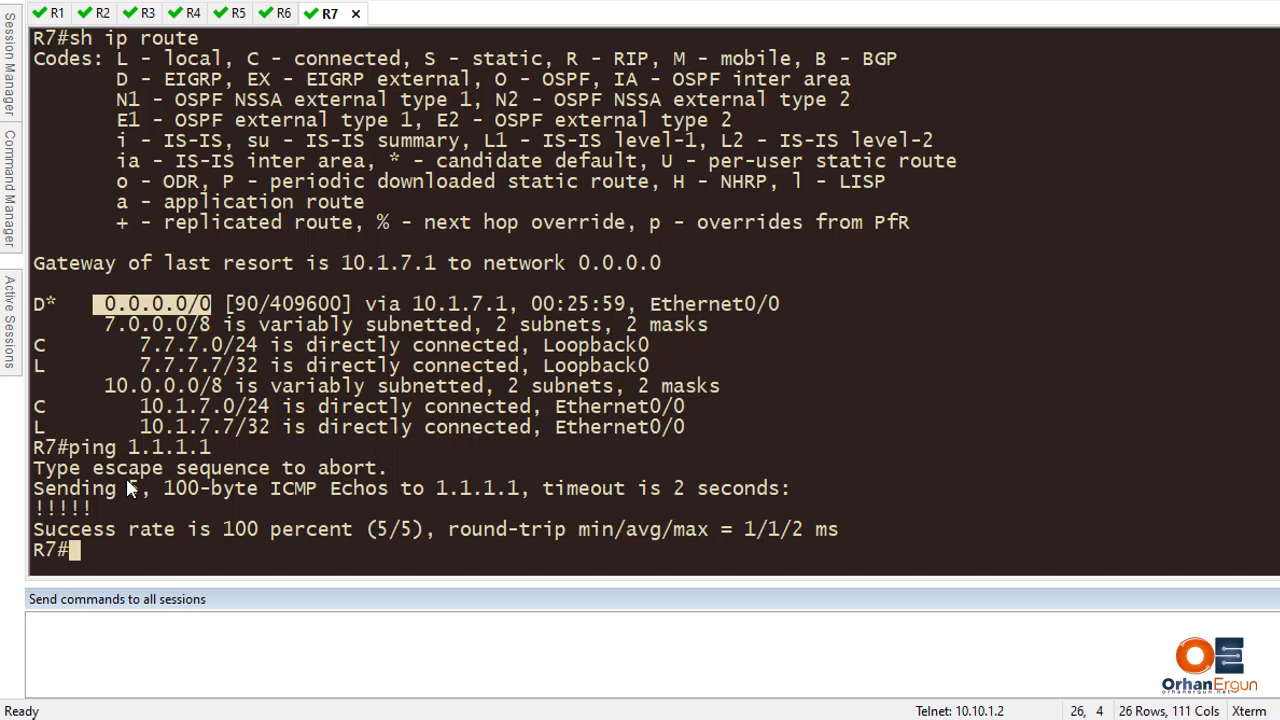 R1 R2 R3 R4 R5 R6 R7 ×
Session Manager
Command Manager
Active Sessions
R7#sh ip route
Codes: L - local, C - connected, S - static, R - RIP, M - mobile, B - BGP
D - EIGRP, EX - EIGRP external, O - OSPF, IA - OSPF inter area
N1 - OSPF NSSA external type 1, N2 - OSPF NSSA external type 2
E1 - OSPF external type 1, E2 - OSPF external type 2
i - IS-IS, su - IS-IS summary, L1 - IS-IS level-1, L2 - IS-IS level-2
ia - IS-IS inter area, * - candidate default, U - per-user static route
o - ODR, P - periodic downloaded static route, H - NHRP, l - LISP
a - application route
+ - replicated route, % - next hop override, p - overrides from PfR
Gateway of last resort is 10.1.7.1 to network 0.0.0.0
D* 0.0.0.0/0 [90/409600] via 10.1.7.1, 00:25:59, Ethernet0/0
7.0.0.0/8 is variably subnetted, 2 subnets, 2 masks
C 7.7.7.0/24 is directly connected, Loopback0
L 7.7.7.7/32 is directly connected, Loopback0
10.0.0.0/8 is variably subnetted, 2 subnets, 2 masks
C 10.1.7.0/24 is directly connected, Ethernet0/0
L 10.1.7.7/32 is directly connected, Ethernet0/0
R7#ping 1.1.1.1
Type escape sequence to abort.
Sending 5, 100-byte ICMP Echos to 1.1.1.1, timeout is 2 seconds:
!!!!!
Success rate is 100 percent (5/5), round-trip min/avg/max = 1/1/2 ms
R7#
Send commands to all sessions
OE
OrhanErgun
orhanergun.net
Ready Telnet: 10.10.1.2 26, 4 26 Rows, 111 Cols Xterm